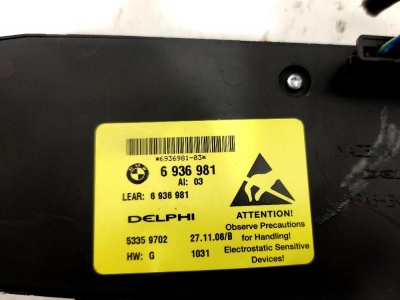 *6936981-03*
6 936 981
AI: 03
LEAR: 6 936 981
DELPHI
5335 9702 27.11.06/B
HW: G 1031
ATTENTION!
Observe Precautions
for Handling!
Electrostatic Sensitive
Devices!